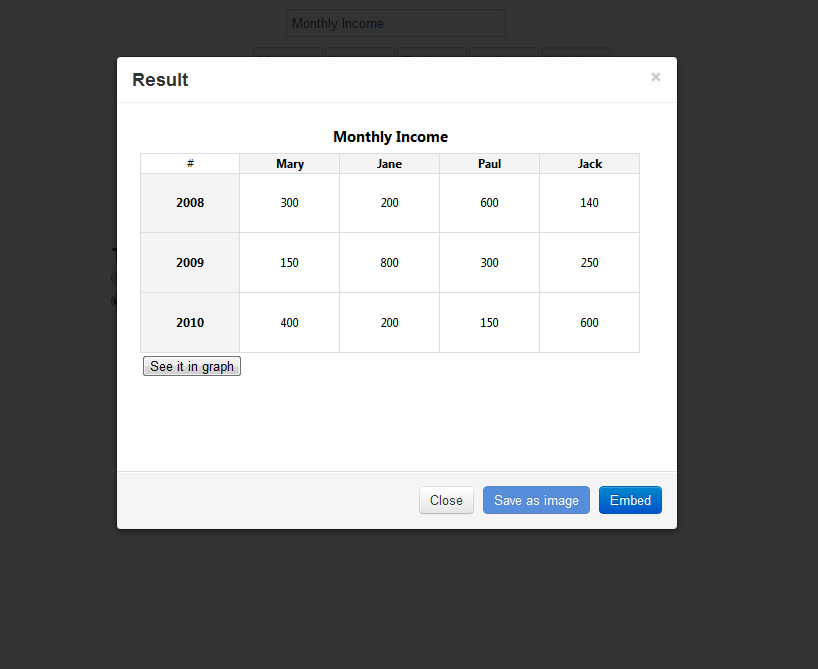 Monthly Income
Result ×
Monthly Income
# Mary Jane Paul Jack
2008 300 200 600 140
2009 150 800 300 250
2010 400 200 150 600
See it in graph
Close Save as image Embed